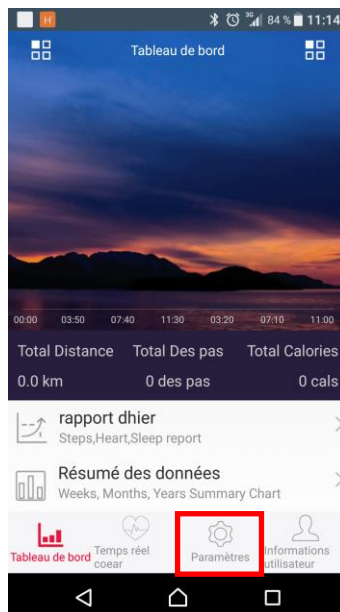 H 3G 84 % 11:14
Tableau de bord
00:00 03:50 07:40 11:30 03:20 07:10 11:00
Total Distance Total Des pas Total Calories
0.0 km 0 des pas 0 cals
rapport dhier
Steps,Heart,Sleep report
Résumé des données
Weeks, Months, Years Summary Chart
Tableau de bord
Temps réel
coear
Paramètres
Informations
utilisateur